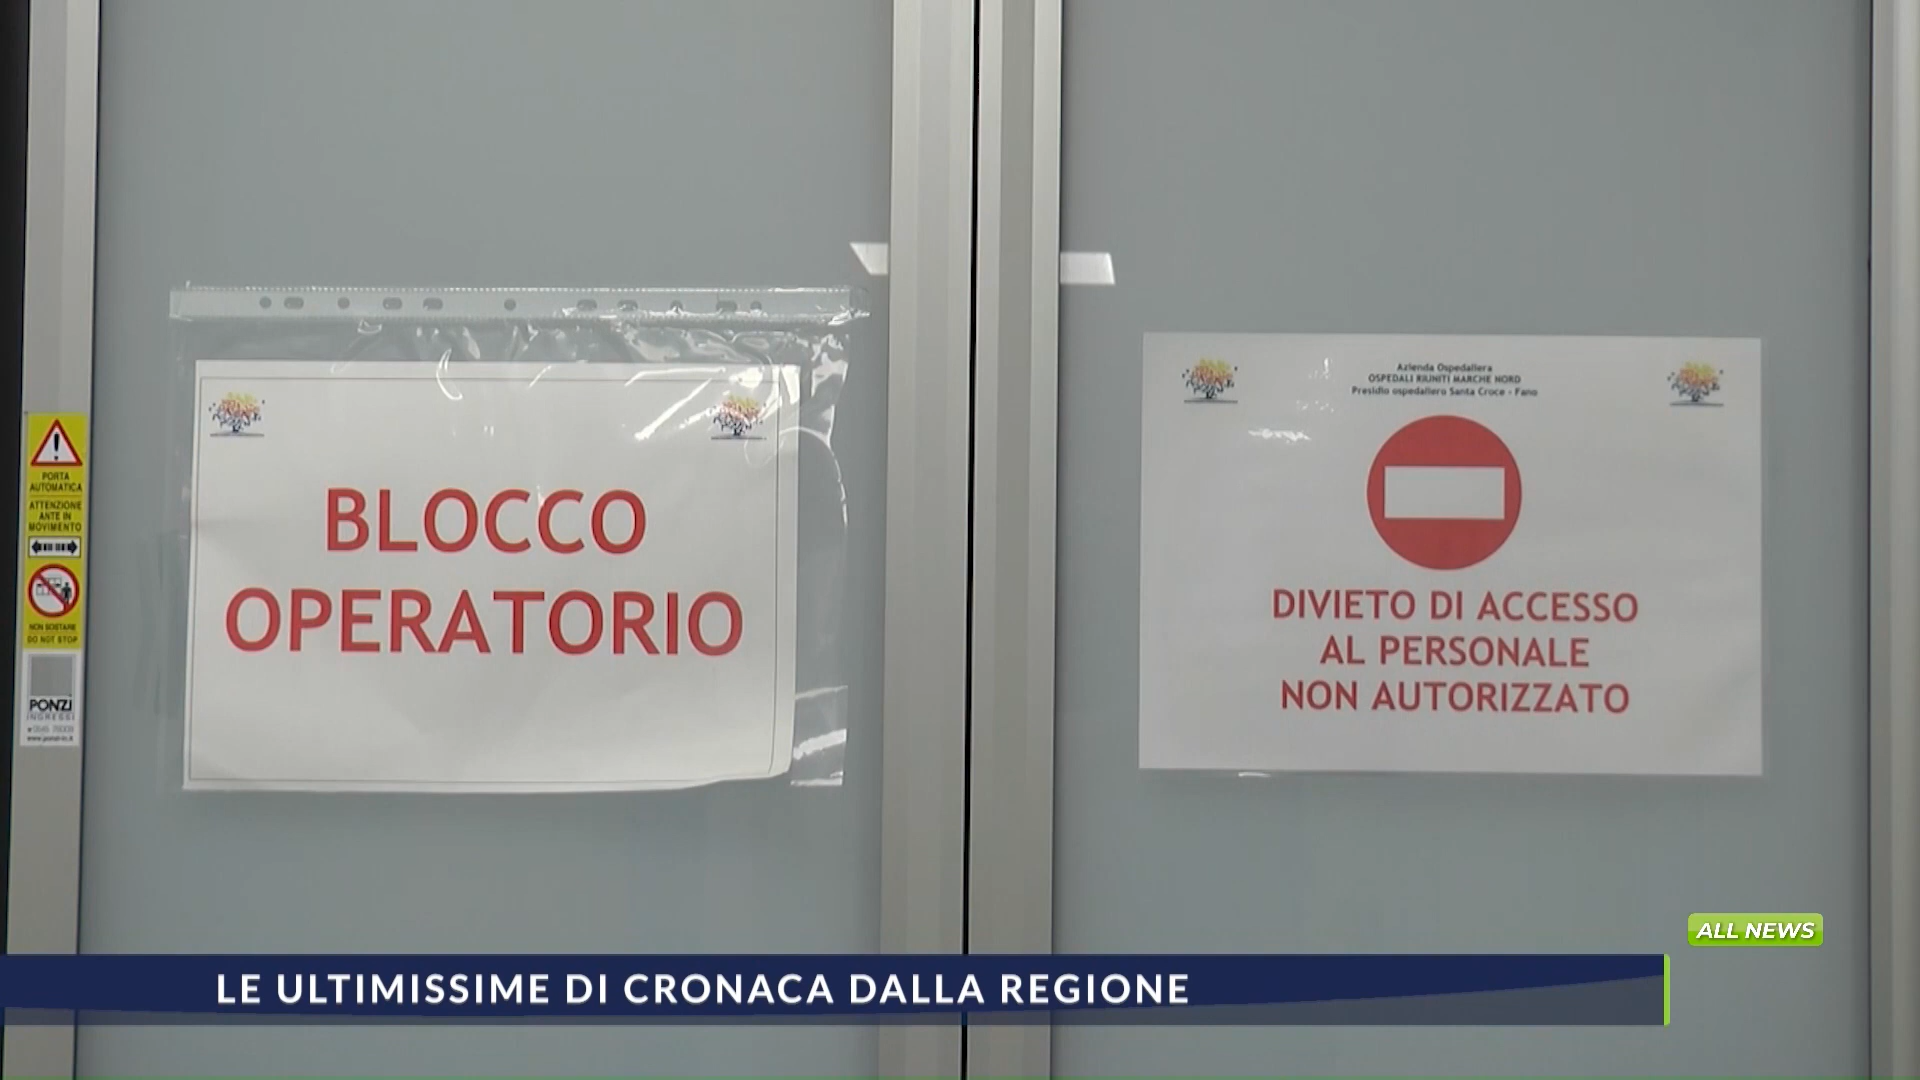 BLOCCO
OPERATORIO
Azienda Ospedaliera
OSPEDALI RIUNITI MARCHE NORD
Presidio ospedaliero Santa Croce - Fano
DIVIETO DI ACCESSO
AL PERSONALE
NON AUTORIZZATO
PORTA
AUTOMATICA
ATTENZIONE
ANTE IN
MOVIMENTO
NON SOSTARE
DO NOT STOP
PONZI
INGRESSI
ALL NEWS
LE ULTIMISSIME DI CRONACA DALLA REGIONE